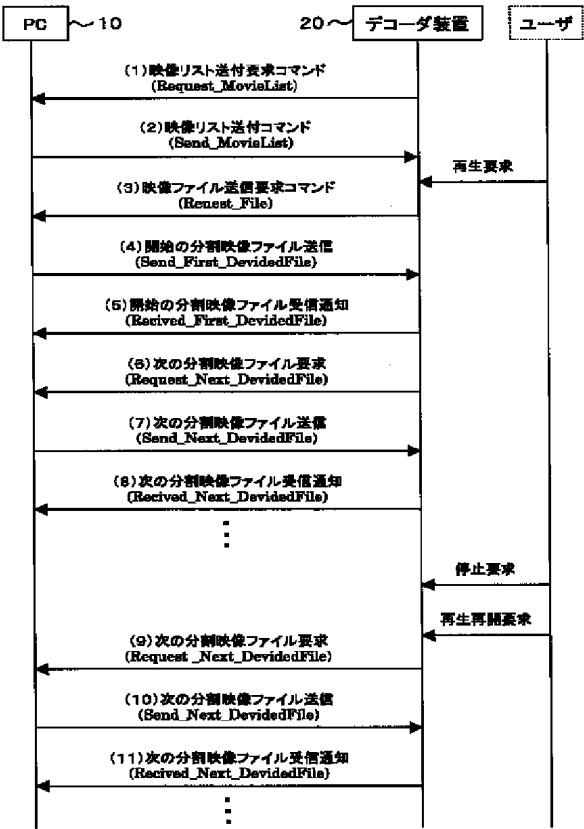 PC 10 20 デコーダ装置 ユーザ
(1)映像リスト送付要求コマンド
(Request_MovieList)
(2)映像リスト送付コマンド
(Send_MovieList)
再生要求
(3)映像ファイル送信要求コマンド
(Renest_File)
(4)開始の分割映像ファイル送信
(Send_First_DevidedFile)
(5)開始の分割映像ファイル受信通知
(Recived_First_DevidedFile)
(6)次の分割映像ファイル要求
(Request_Next_DevidedFile)
(7)次の分割映像ファイル送信
(Send_Next_DevidedFile)
(8)次の分割映像ファイル受信通知
(Recived_Next_DevidedFile)
停止要求
再生再開要求
(9)次の分割映像ファイル要求
(Request _Next_DevidedFile)
(10)次の分割映像ファイル送信
(Send_Next_DevidedFile)
(11)次の分割映像ファイル受信通知
(Recived_Next_DevidedFile)